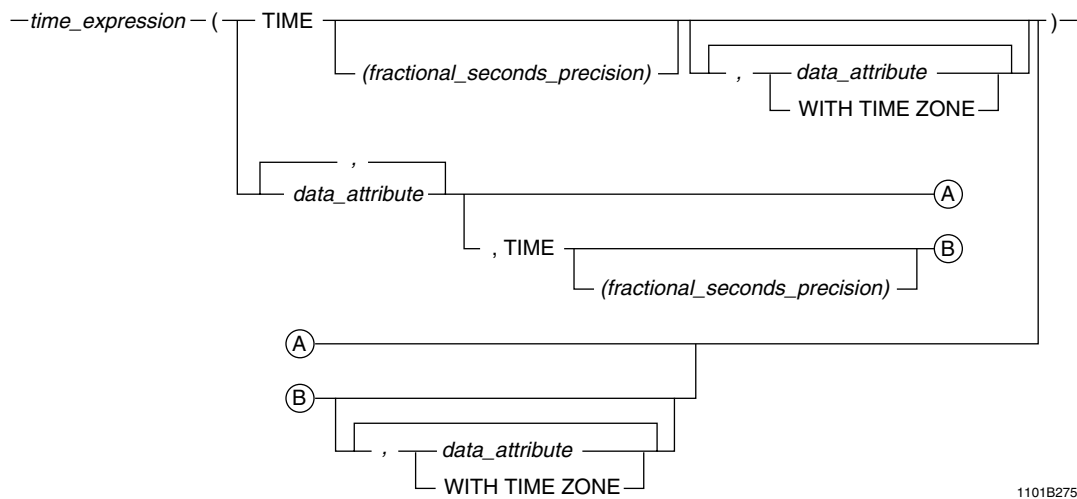 time_expression ( TIME )
(fractional_seconds_precision) , data_attribute
WITH TIME ZONE
,
data_attribute A
, TIME B
(fractional_seconds_precision)
A
B
, data_attribute
WITH TIME ZONE
1101B275